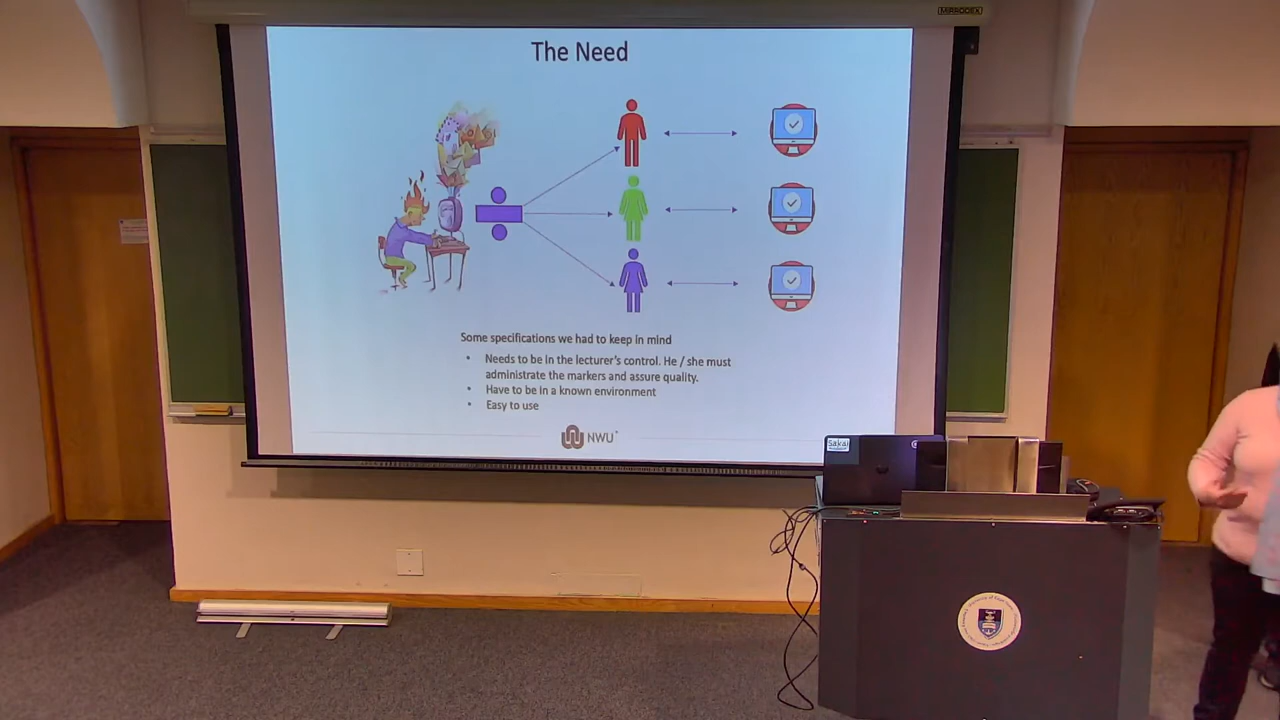 MIRRODEX
The Need
Some specifications we had to keep in mind
• Needs to be in the lecturer's control. He / she must
administrate the markers and assure quality.
• Have to be in a known environment
• Easy to use
NWU
Sakai